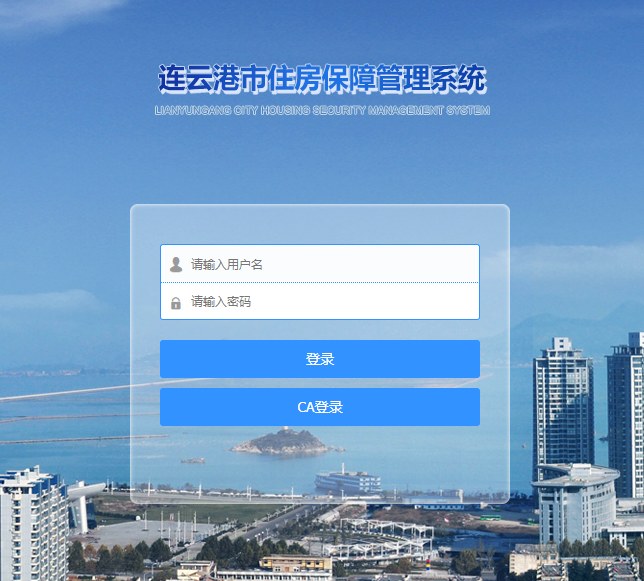 连云港市住房保障管理系统
LIANYUNGANG CITY HOUSING SECURITY MANAGEMENT SYSTEM
请输入用户名
请输入密码
登录
CA登录